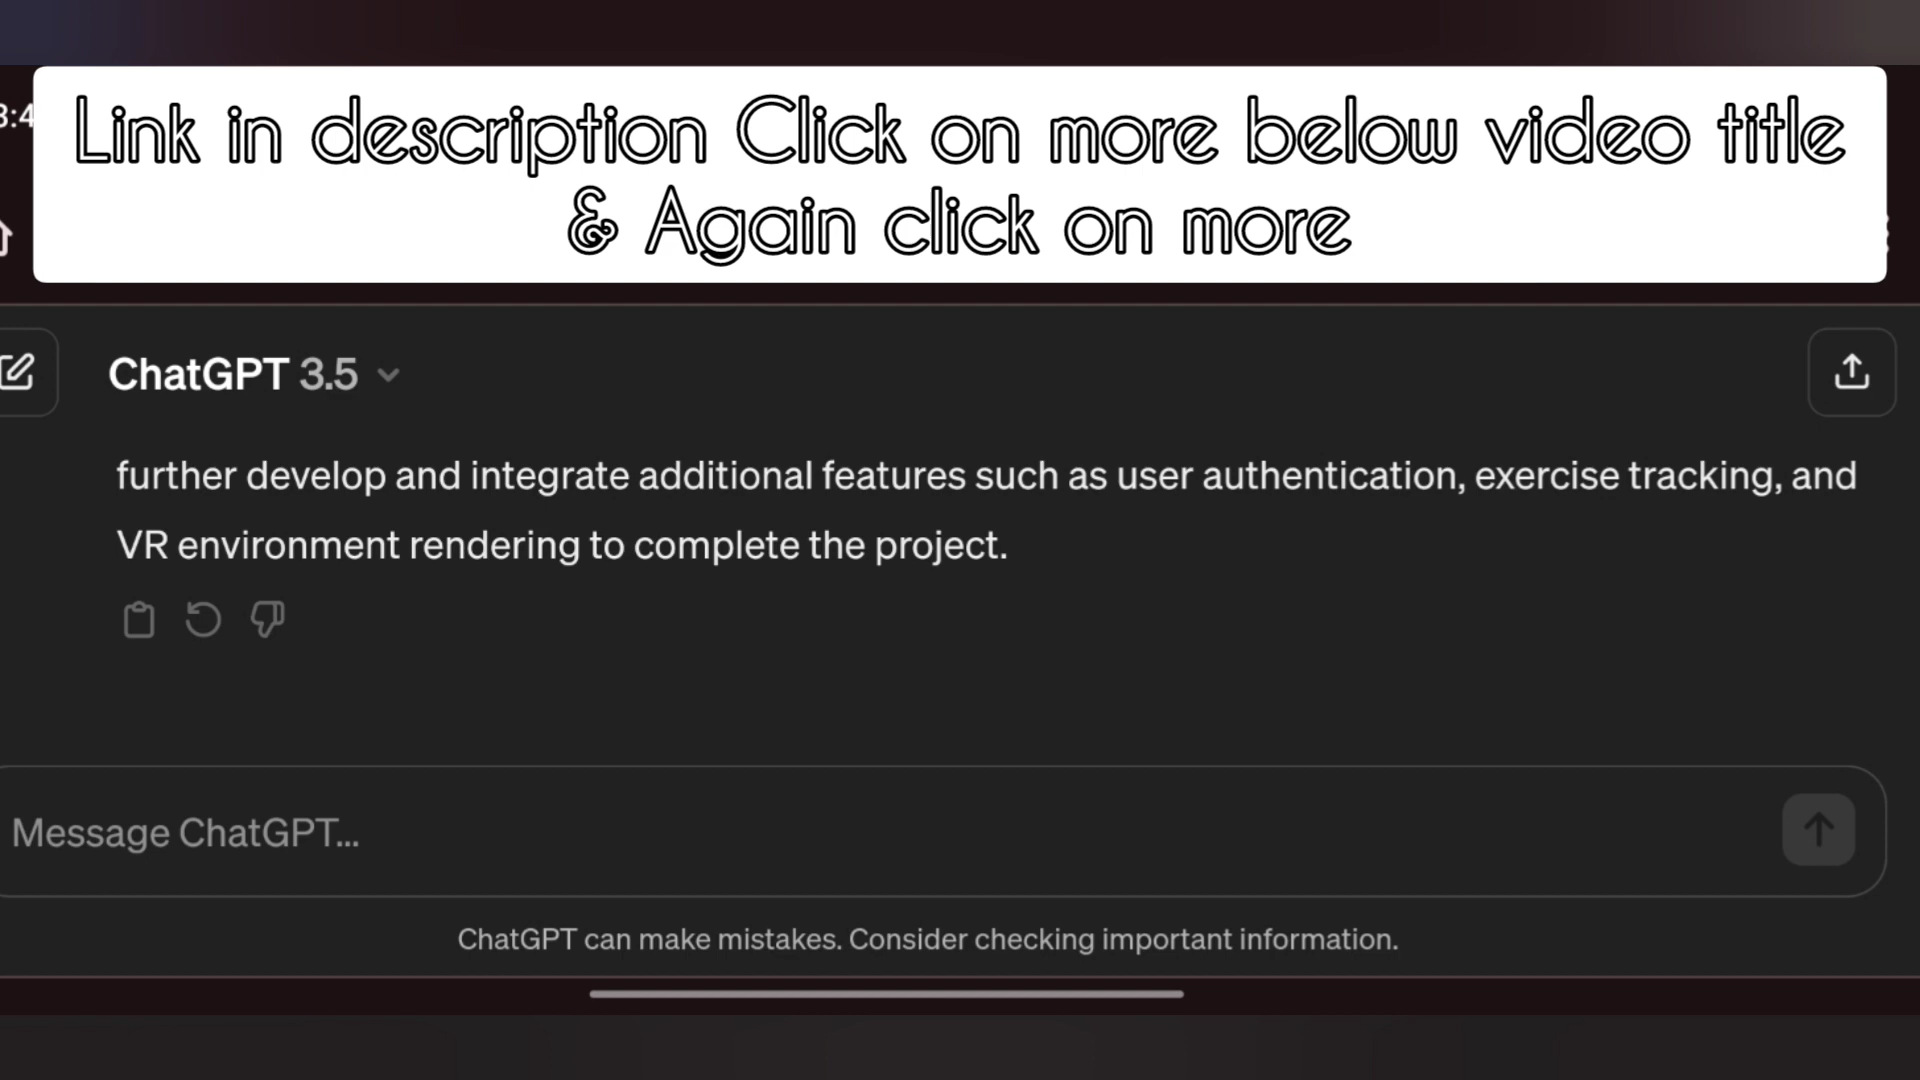 Link in description Click on more below video title
& Again click on more
ChatGPT 3.5
further develop and integrate additional features such as user authentication, exercise tracking, and
VR environment rendering to complete the project.
Message ChatGPT...
ChatGPT can make mistakes. Consider checking important information.